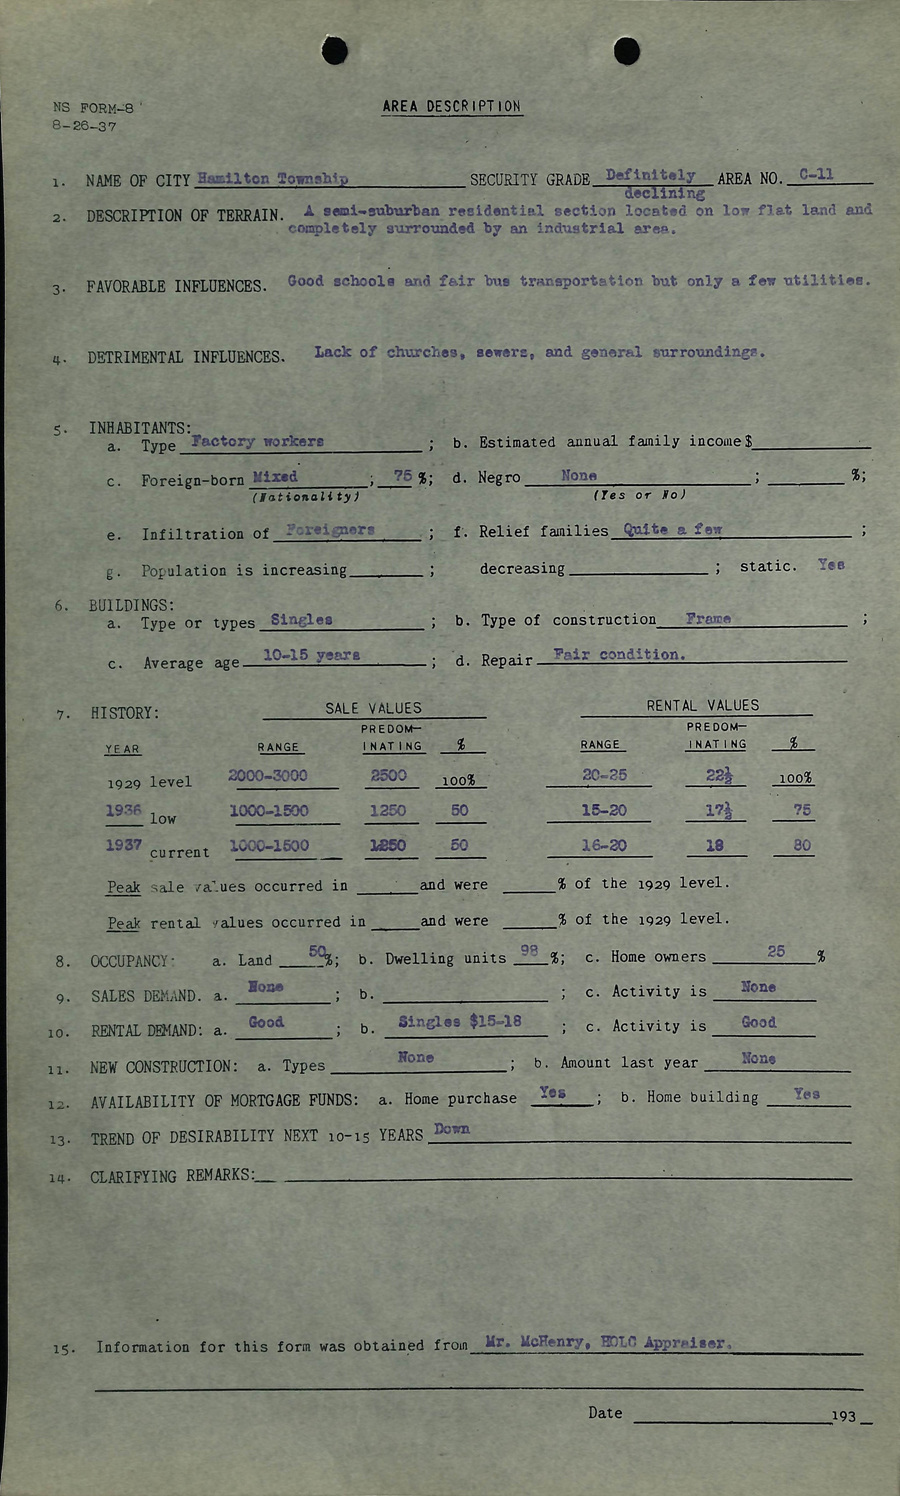 NS FORM-8
8-26-37
AREA DESCRIPTION
1. NAME OF CITY Hamilton Township SECURITY GRADE Definitely declining AREA NO. C-11
2. DESCRIPTION OF TERRAIN. A semi-suburban residential section located on low flat land and
completely surrounded by an industrial area.
3. FAVORABLE INFLUENCES. Good schools and fair bus transportation but only a few utilities.
4. DETRIMENTAL INFLUENCES. Lack of churches, sewers, and general surroundings.
5. INHABITANTS:
a. Type Factory workers ; b. Estimated annual family income $
c. Foreign-born Mixed ; 75 %; d. Negro None ; %;
(Nationality) (Yes or No)
e. Infiltration of Foreigners ; f. Relief families Quite a few ;
g. Population is increasing ; decreasing ; static. Yes
6. BUILDINGS:
a. Type or types Singles ; b. Type of construction Frame ;
c. Average age 10-15 years ; d. Repair Fair condition.
7. HISTORY: SALE VALUES RENTAL VALUES
PREDOM- PREDOM-
YEAR RANGE INATING % RANGE INATING %
1929 level 2000-3000 2500 100% 20-25 22½ 100%
1936 low 1000-1500 1250 50 15-20 17½ 75
1937 current 1000-1500 1250 50 16-20 18 80
Peak sale values occurred in and were % of the 1929 level.
Peak rental values occurred in and were % of the 1929 level.
8. OCCUPANCY: a. Land 50%; b. Dwelling units 98 %; c. Home owners 25 %
9. SALES DEMAND. a. None ; b. ; c. Activity is None
10. RENTAL DEMAND: a. Good ; b. Singles $15-18 ; c. Activity is Good
11. NEW CONSTRUCTION: a. Types None ; b. Amount last year None
12. AVAILABILITY OF MORTGAGE FUNDS: a. Home purchase Yes ; b. Home building Yes
13. TREND OF DESIRABILITY NEXT 10-15 YEARS Down
14. CLARIFYING REMARKS:
15. Information for this form was obtained from Mr. McHenry, HOLC Appraiser.
Date 193